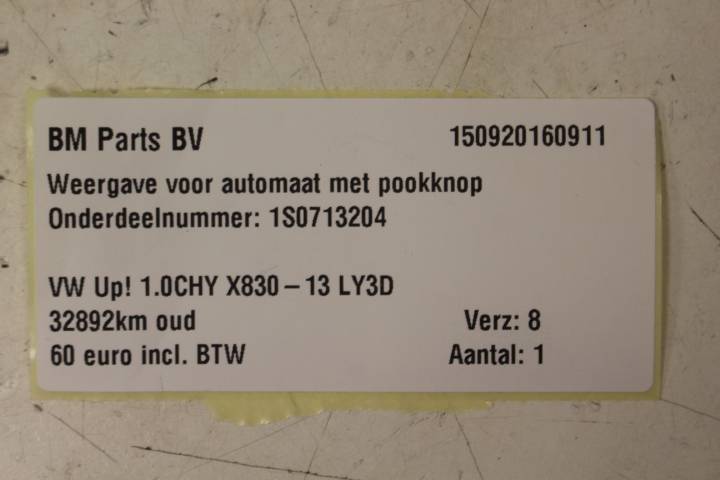 BM Parts BV 150920160911
Weergave voor automaat met pookknop
Onderdeelnummer: 1S0713204
VW Up! 1.0CHY X830 – 13 LY3D
32892km oud Verz: 8
60 euro incl. BTW Aantal: 1